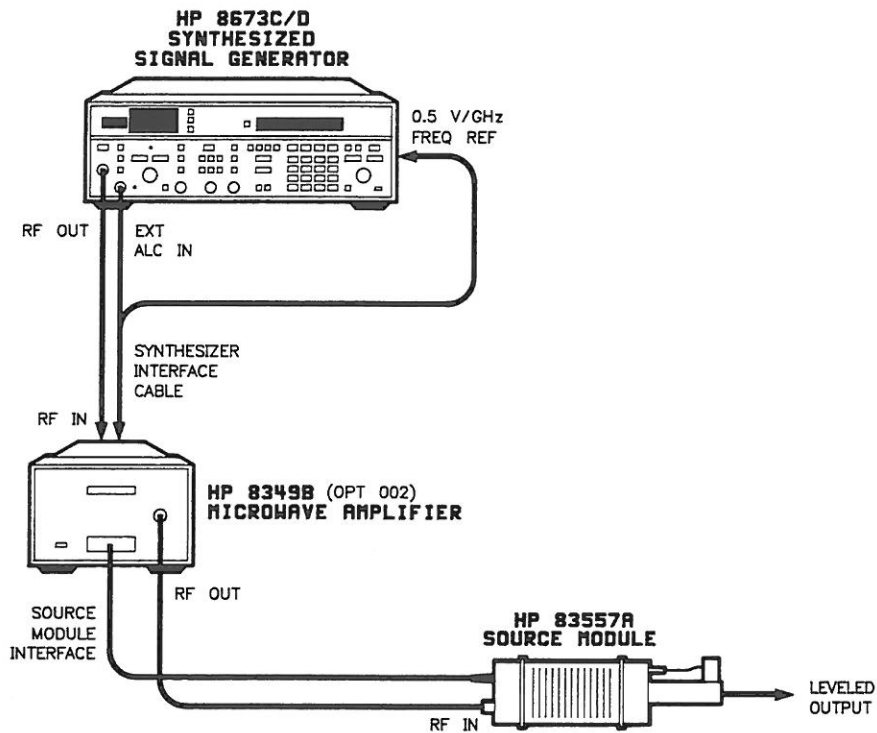 HP 8673C/D
SYNTHESIZED
SIGNAL GENERATOR
0.5 V/GHz
FREQ REF
RF OUT
EXT
ALC IN
SYNTHESIZER
INTERFACE
CABLE
RF IN
HP 8349B (OPT 002)
MICROWAVE AMPLIFIER
RF OUT
SOURCE
MODULE
INTERFACE
HP 83557A
SOURCE MODULE
RF IN
LEVELED
OUTPUT